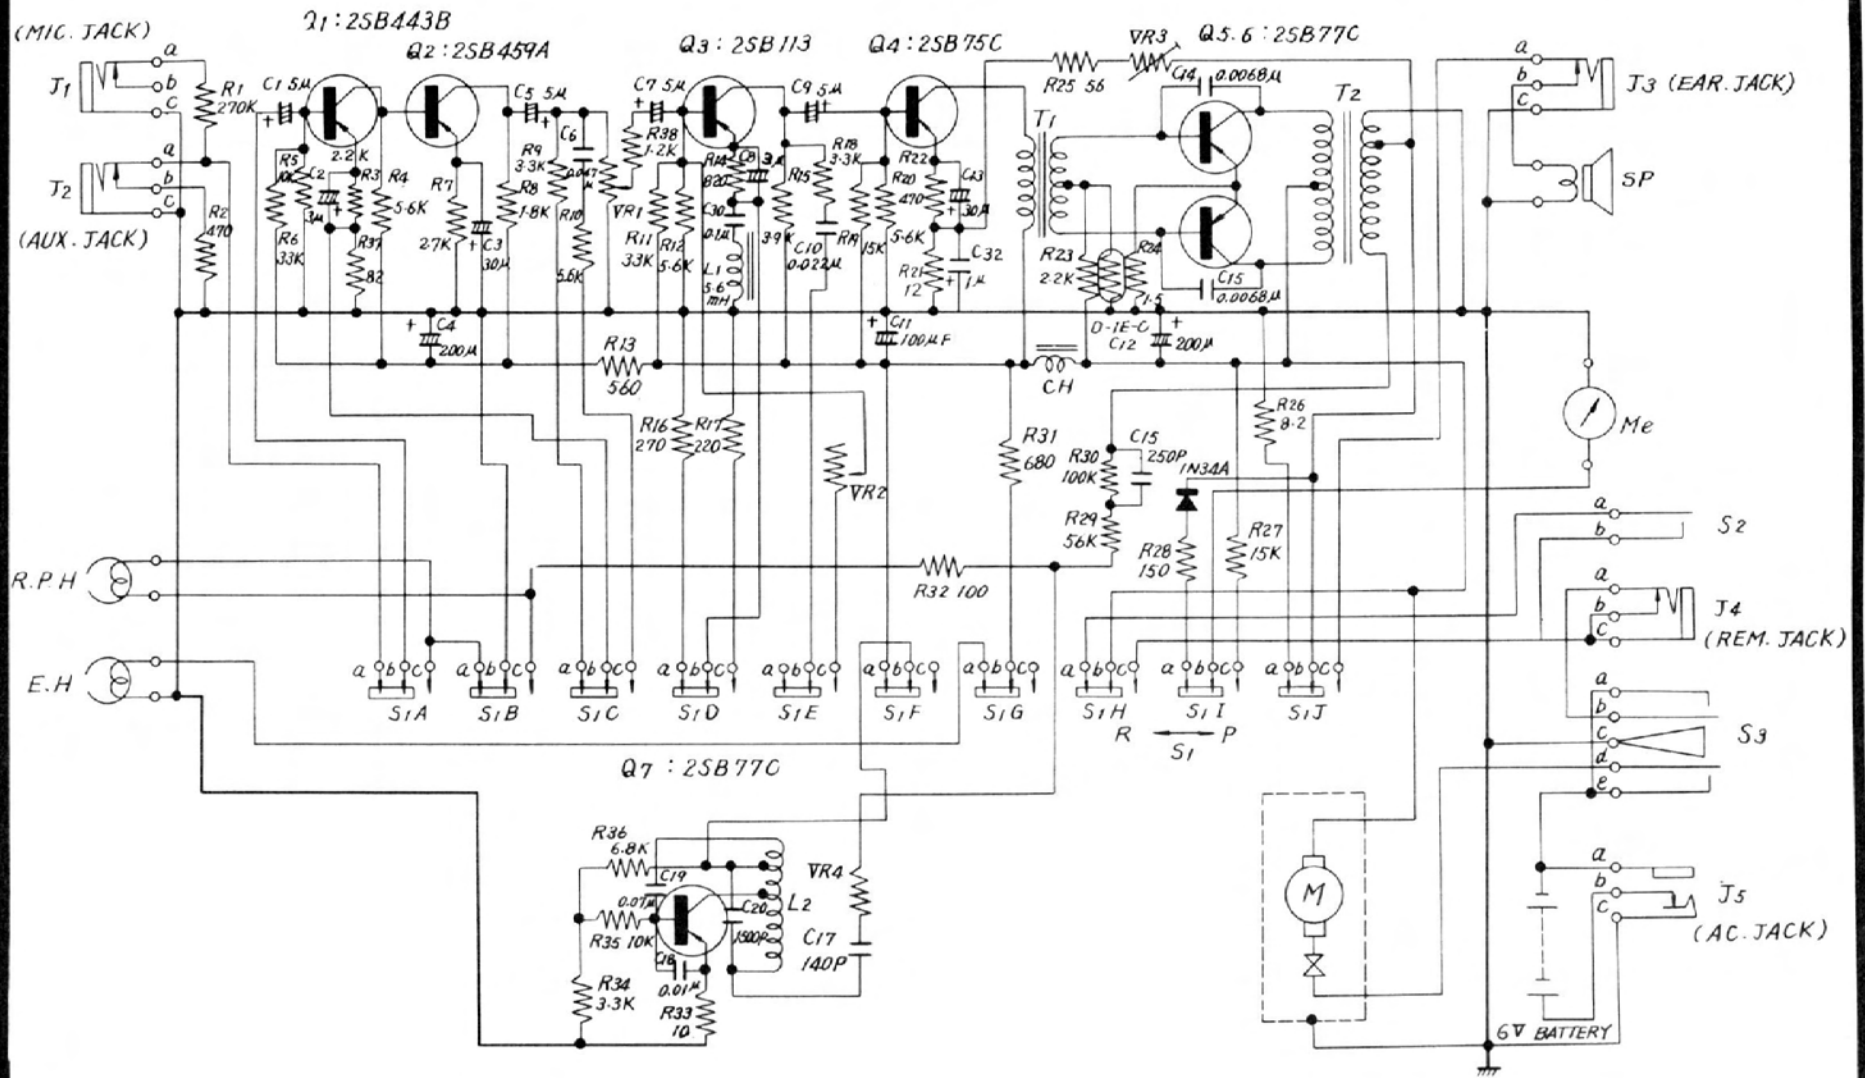 (MIC. JACK)
Q1:2SB443B
Q2:2SB459A
Q3:2SB113
Q4:2SB75C
VR3
Q5.6:2SB77C
J1
a
b
c
R1
270K
C1 5μ
C5 5μ
C7 5μ
C9 5μ
R25 56
C14
0.0068μ
T1
T2
a
b
c
J3 (EAR. JACK)
J2
a
b
c
(AUX. JACK)
R2
470
R5
10K
R6
33K
C2
3μ
2.2K
R3
R37
82
R4
5.6K
R7
2.7K
C3
30μ
R9
3.3K
R8
1.8K
C6
0.047
μ
R10
5.6K
VR1
R38
1.2K
R11
33K
R12
5.6K
R14
820
C8
3μ
C30
0.1μ
L1
5.6
mH
R15
3.9K
R18
3.3K
C10
0.022μ
R19
15K
R20
5.6K
R22
470
C13
30μ
R21
12
C32
1μ
R23
2.2K
R24
1.5
C15
0.0068μ
SP
C4
200μ
R13
560
C11
100μF
D-1E-C
C12
200μ
CH
R16
270
R17
220
VR2
R31
680
R30
100K
C15
250P
R29
56K
1N34A
R28
150
R26
8.2
R27
15K
Me
R.P.H
E.H
R32 100
a
b
S2
a
b
c
J4
(REM. JACK)
a b c a b c a b c a b c a b c a b c a b c a b c a b c a b c
S1A S1B S1C S1D S1E S1F S1G S1H S1I S1J
R P
S1
a
b
c
d
e
S3
Q7:2SB77C
R36
6.8K
C19
0.07μ
R35 10K
C18
0.01μ
R34
3.3K
R33
10
C20
1500P
L2
VR4
C17
140P
M
a
b
c
J5
(AC. JACK)
6V BATTERY